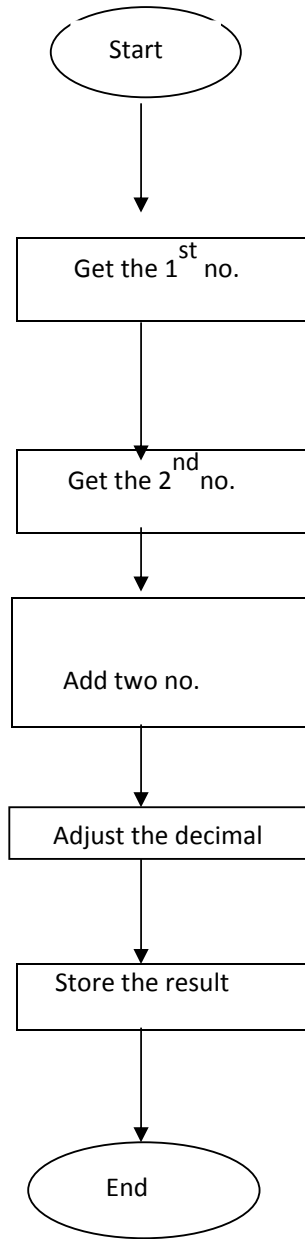 Start
Get the 1st no.
Get the 2nd no.
Add two no.
Adjust the decimal
Store the result
End